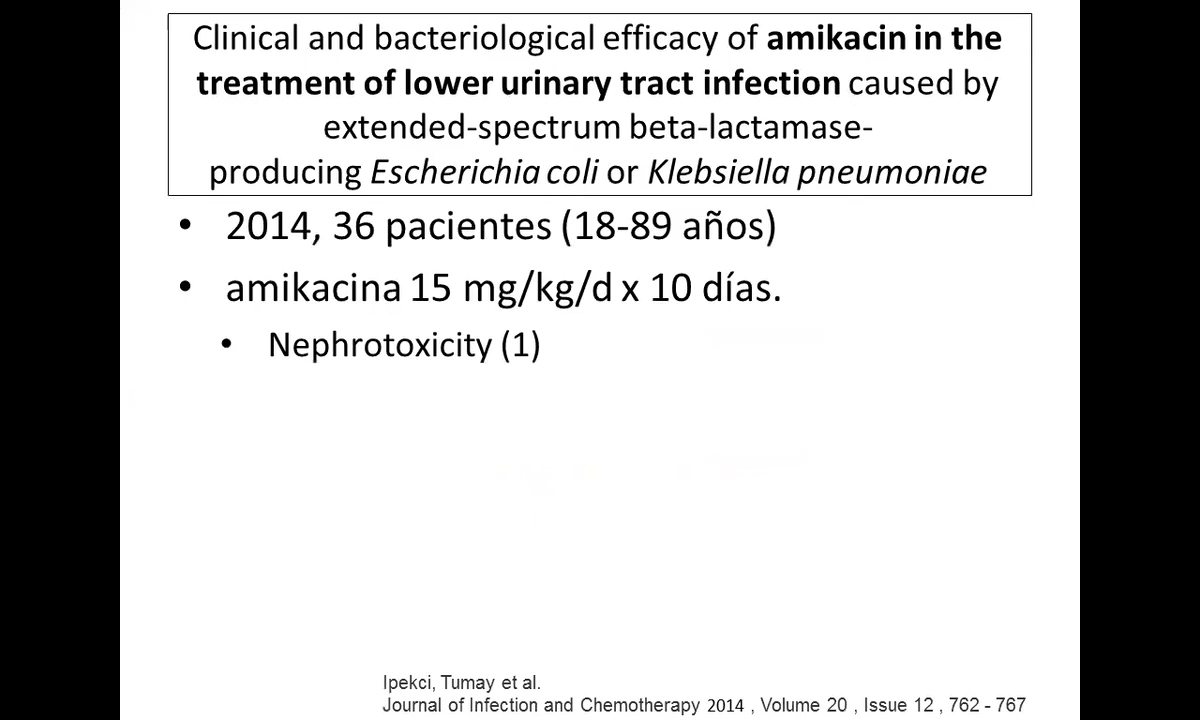 Clinical and bacteriological efficacy of amikacin in the
treatment of lower urinary tract infection caused by
extended-spectrum beta-lactamase-
producing Escherichia coli or Klebsiella pneumoniae
• 2014, 36 pacientes (18-89 años)
• amikacina 15 mg/kg/d x 10 días.
• Nephrotoxicity (1)
Ipekci, Tumay et al.
Journal of Infection and Chemotherapy 2014 , Volume 20 , Issue 12 , 762 - 767